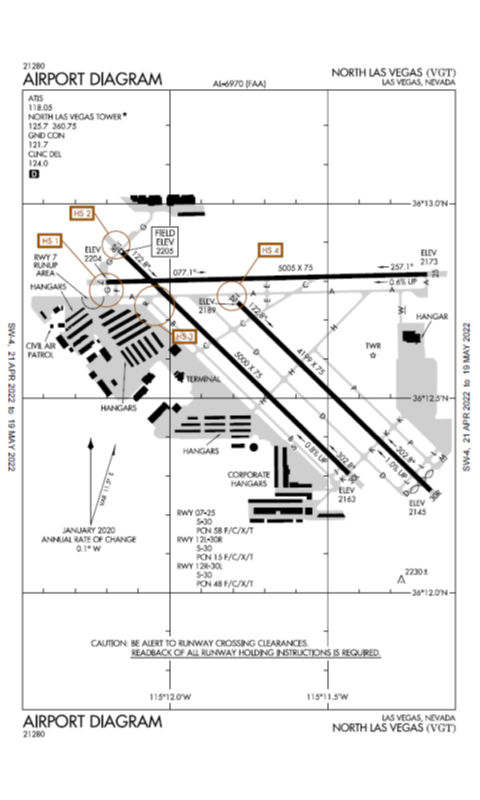 21280
AIRPORT DIAGRAM
AL-6970 (FAA)
NORTH LAS VEGAS (VGT)
LAS VEGAS, NEVADA
ATIS
118.05
NORTH LAS VEGAS TOWER*
125.7 360.75
GND CON
121.7
CLNC DEL
124.0
D
36°13.0'N
HS 2
HS 1
FIELD
ELEV
2205
ELEV
2204
122.8°
HS 4
ELEV
2173
RWY 7
RUNUP
AREA
077.1°
5005 X 75
257.1°
0.6% UP
25
HANGARS
ELEV
2189
122.8°
HANGAR
HS 3
CIVIL AIR
PATROL
5000 X 75
4199 X 75
TWR
TERMINAL
HANGARS
36°12.5'N
HANGARS
0.8% UP
302.8°
302.8°
1.0% UP
CORPORATE
HANGARS
VAR 11.5° E
ELEV
2163
30L
ELEV
2145
30R
JANUARY 2020
ANNUAL RATE OF CHANGE
0.1° W
RWY 07-25
S-30
PCN 58 F/C/X/T
RWY 12L-30R
S-30
PCN 15 F/C/X/T
RWY 12R-30L
S-30
PCN 48 F/C/X/T
2230±
36°12.0'N
CAUTION: BE ALERT TO RUNWAY CROSSING CLEARANCES.
READBACK OF ALL RUNWAY HOLDING INSTRUCTIONS IS REQUIRED.
115°12.0'W
115°11.5'W
AIRPORT DIAGRAM
21280
LAS VEGAS, NEVADA
NORTH LAS VEGAS (VGT)
SW-4, 21 APR 2022 to 19 MAY 2022
SW-4, 21 APR 2022 to 19 MAY 2022